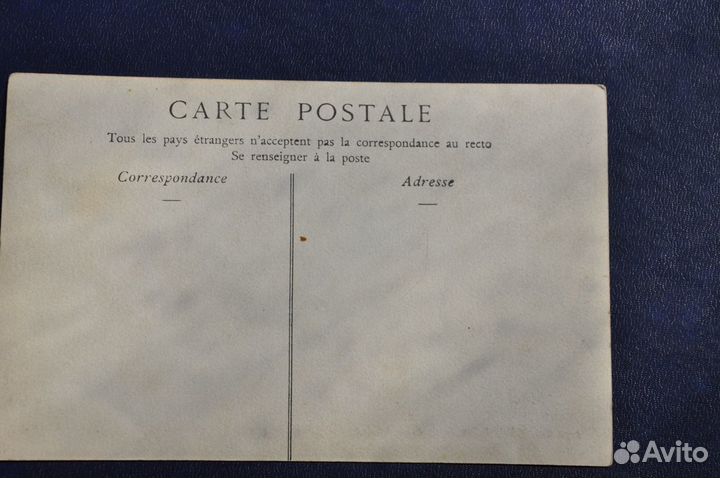 CARTE POSTALE
Tous les pays étrangers n'acceptent pas la correspondance au recto
Se renseigner à la poste
Correspondance
Adresse
Avito